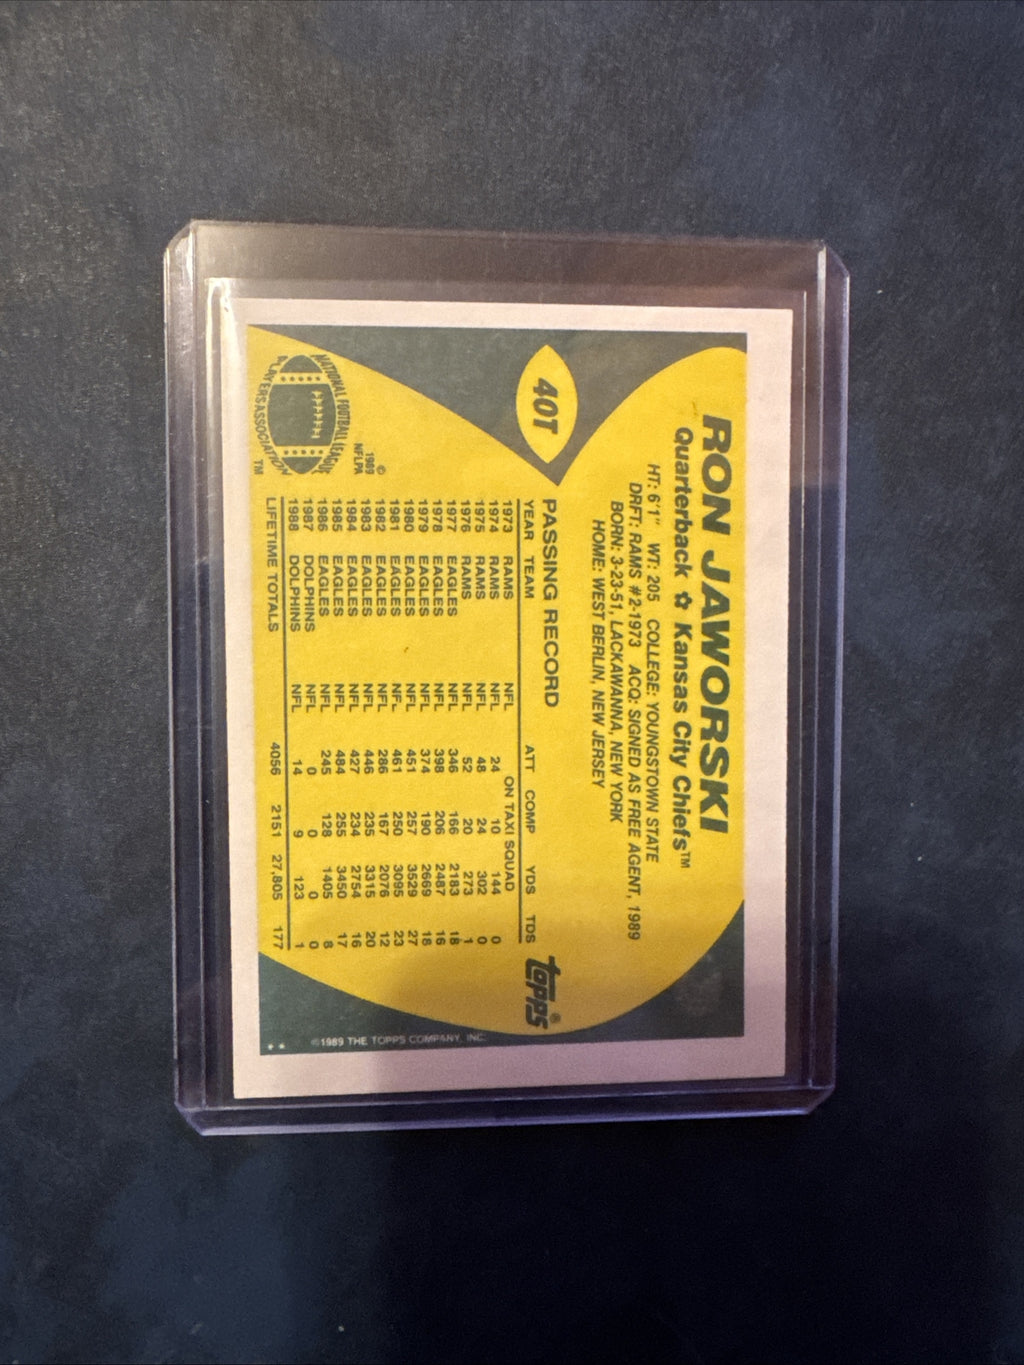 40T
RON JAWORSKI
Quarterback ✿ Kansas City Chiefs™
HT: 6'1" WT: 205 COLLEGE: YOUNGSTOWN STATE
DRFT: RAMS #2-1973 ACQ: SIGNED AS FREE AGENT, 1989
BORN: 3-23-51, LACKAWANNA, NEW YORK
HOME: WEST BERLIN, NEW JERSEY
PASSING RECORD
YEAR TEAM ATT COMP YDS TDS
1973 RAMS NFL ON TAXI SQUAD
1974 RAMS NFL 24 10 144 0
1975 RAMS NFL 48 24 302 0
1976 RAMS NFL 52 20 273 1
1977 EAGLES NFL 346 166 2183 18
1978 EAGLES NFL 398 206 2487 16
1979 EAGLES NFL 374 190 2669 18
1980 EAGLES NFL 451 257 3529 27
1981 EAGLES NFL 461 250 3095 23
1982 EAGLES NFL 286 167 2076 12
1983 EAGLES NFL 446 235 3315 20
1984 EAGLES NFL 427 234 2754 16
1985 EAGLES NFL 484 255 3450 17
1986 EAGLES NFL 245 128 1405 8
1987 DOLPHINS NFL 0 0 0 0
1988 DOLPHINS NFL 14 9 123 1
LIFETIME TOTALS 4056 2151 27,805 177
topps®
©
1989
NFLPA
NATIONAL FOOTBALL LEAGUE
PLAYERS ASSOCIATION
TM
©1989 THE TOPPS COMPANY, INC.
**